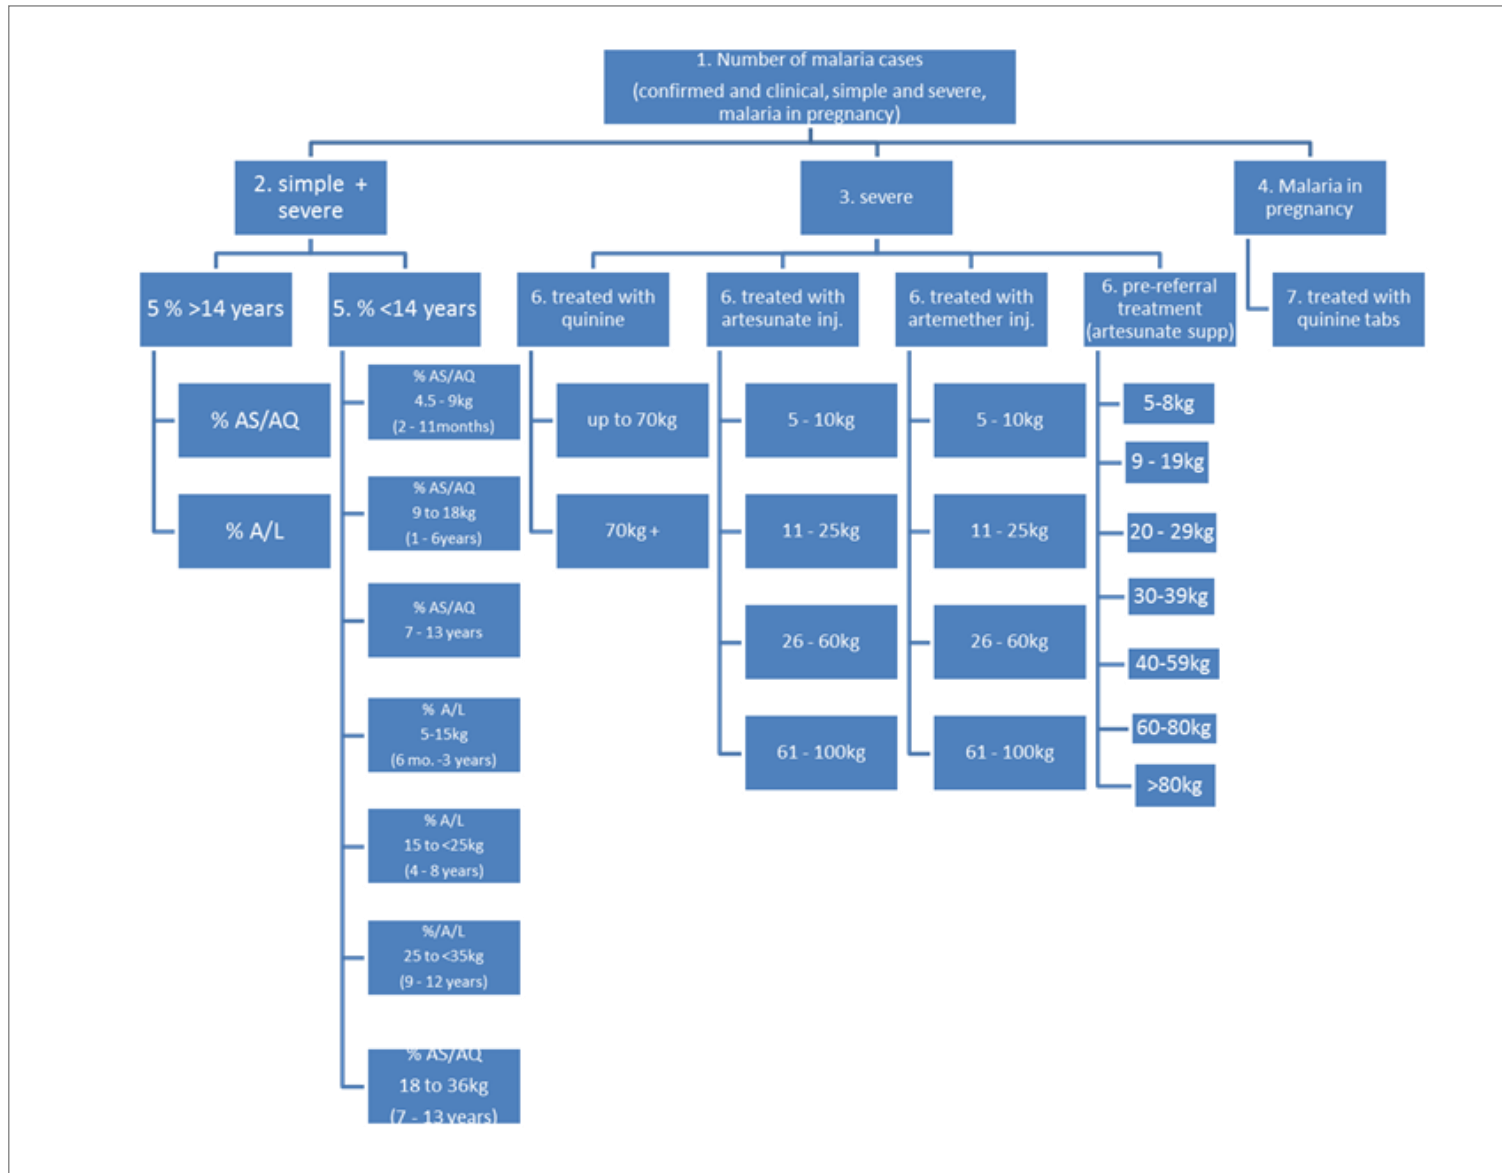 1. Number of malaria cases
(confirmed and clinical, simple and severe,
malaria in pregnancy)
2. simple +
severe
3. severe
4. Malaria in
pregnancy
5 % >14 years
5. % <14 years
6. treated with
quinine
6. treated with
artesunate inj.
6. treated with
artemether inj.
6. pre-referral
treatment
(artesunate supp)
7. treated with
quinine tabs
% AS/AQ
% A/L
% AS/AQ
4.5 - 9kg
(2 - 11months)
% AS/AQ
9 to 18kg
(1 - 6years)
% AS/AQ
7 - 13 years
% A/L
5-15kg
(6 mo. -3 years)
% A/L
15 to <25kg
(4 - 8 years)
%/A/L
25 to <35kg
(9 - 12 years)
% AS/AQ
18 to 36kg
(7 - 13 years)
up to 70kg
70kg +
5 - 10kg
11 - 25kg
26 - 60kg
61 - 100kg
5 - 10kg
11 - 25kg
26 - 60kg
61 - 100kg
5-8kg
9 - 19kg
20 - 29kg
30-39kg
40-59kg
60-80kg
>80kg